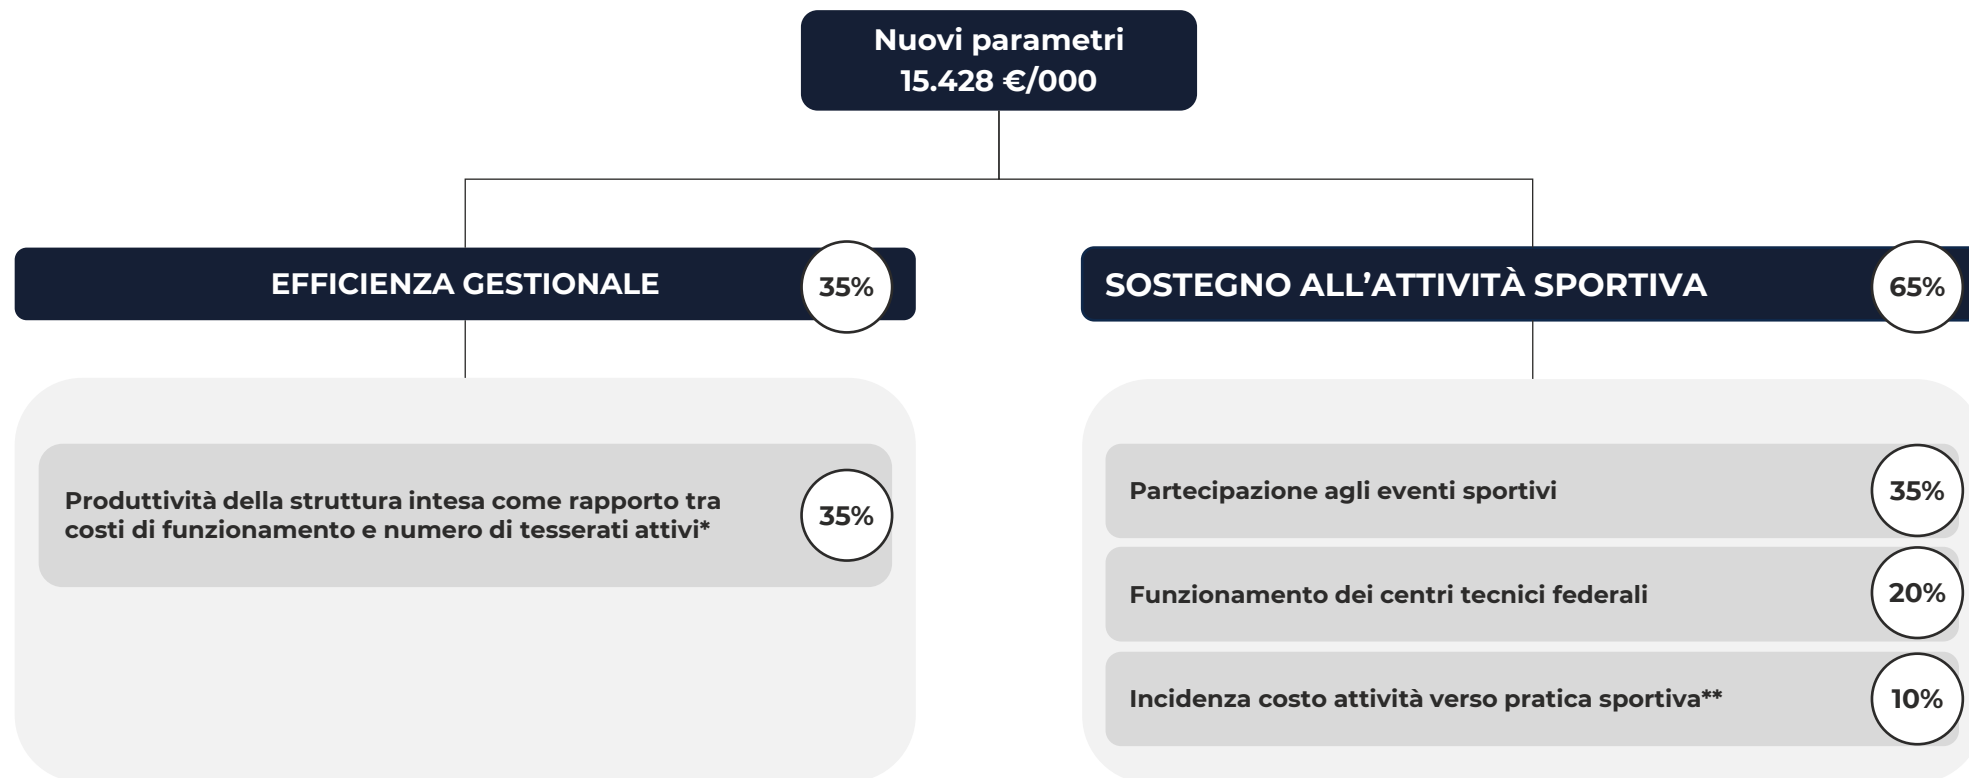 Nuovi parametri
15.428 €/000
EFFICIENZA GESTIONALE
35%
Produttività della struttura intesa come rapporto tra
costi di funzionamento e numero di tesserati attivi*
35%
SOSTEGNO ALL’ATTIVITÀ SPORTIVA
65%
Partecipazione agli eventi sportivi
35%
Funzionamento dei centri tecnici federali
20%
Incidenza costo attività verso pratica sportiva**
10%